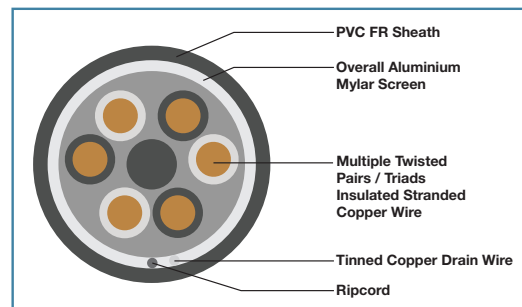 PVC FR Sheath
Overall Aluminium
Mylar Screen
Multiple Twisted
Pairs / Triads
Insulated Stranded
Copper Wire
Tinned Copper Drain Wire
Ripcord